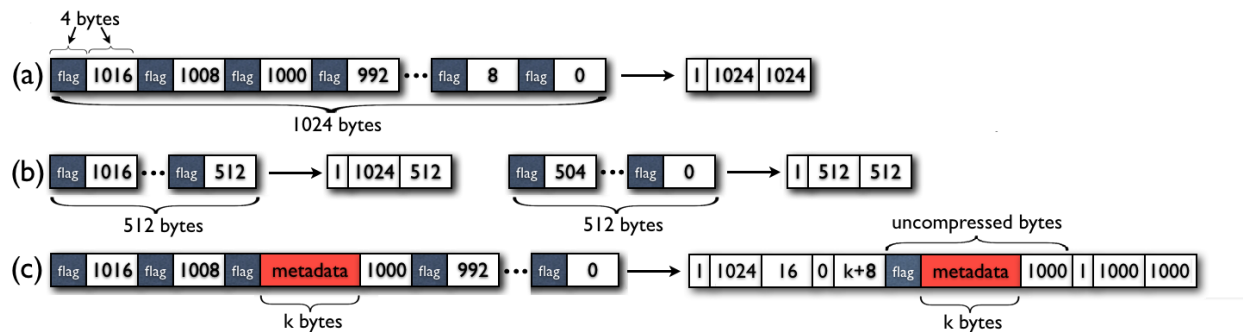 4 bytes
(a) flag 1016 flag 1008 flag 1000 flag 992 ••• flag 8 flag 0 1 1024 1024
1024 bytes
(b) flag 1016 ••• flag 512 1 1024 512 flag 504 ••• flag 0 1 512 512
512 bytes 512 bytes
uncompressed bytes
(c) flag 1016 flag 1008 flag metadata 1000 flag 992 ••• flag 0 1 1024 16 0 k+8 flag metadata 1000 1 1000 1000
k bytes k bytes